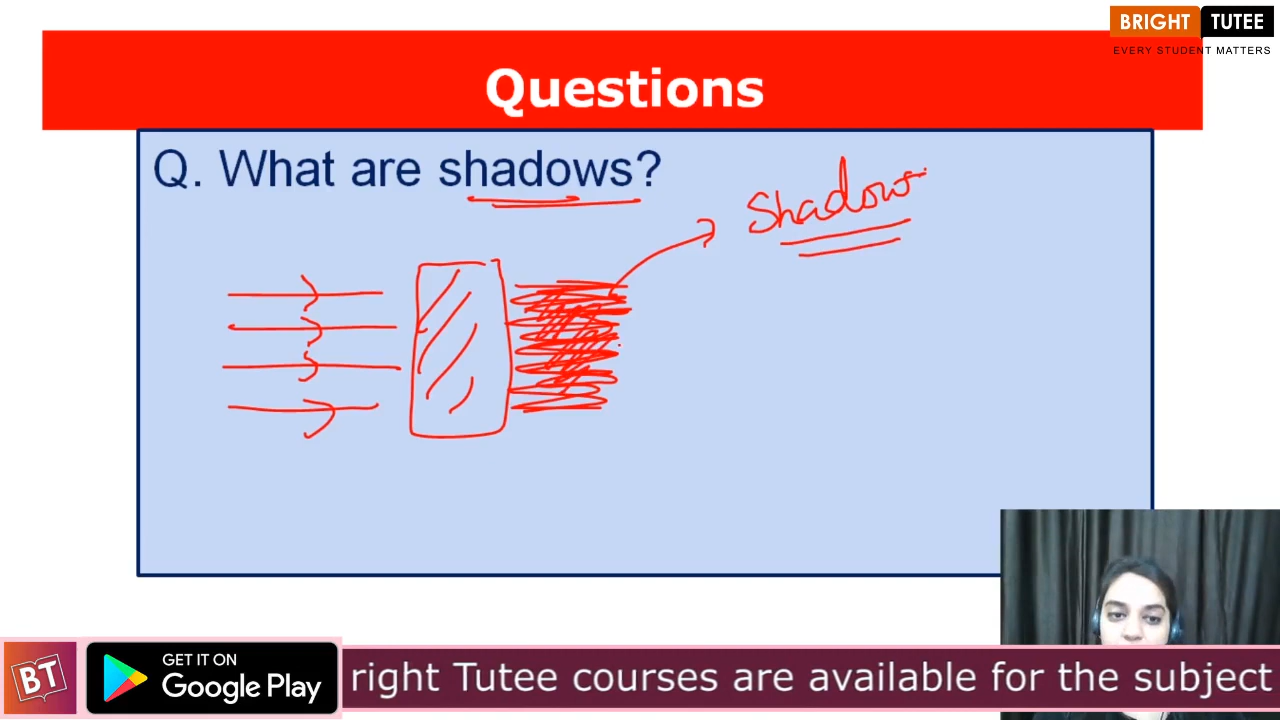 BRIGHT TUTEE
EVERY STUDENT MATTERS
Questions
Q. What are shadows?
Shadow
BT
GET IT ON
Google Play
right Tutee courses are available for the subject